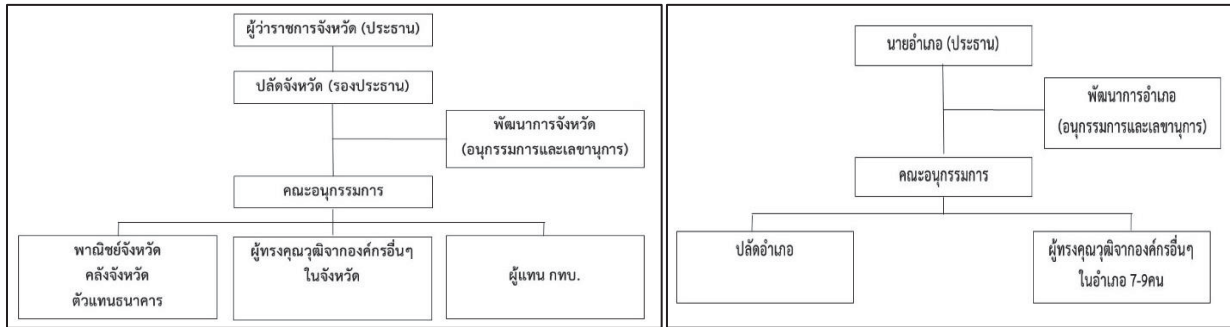 ผู้ว่าราชการจังหวัด (ประธาน)
ปลัดจังหวัด (รองประธาน)
พัฒนาการจังหวัด
(อนุกรรมการและเลขานุการ)
คณะอนุกรรมการ
พาณิชย์จังหวัด
คลังจังหวัด
ตัวแทนธนาคาร
ผู้ทรงคุณวุฒิจากองค์กรอื่นๆ
ในจังหวัด
ผู้แทน กทบ.
นายอำเภอ (ประธาน)
พัฒนาการอำเภอ
(อนุกรรมการและเลขานุการ)
คณะอนุกรรมการ
ปลัดอำเภอ
ผู้ทรงคุณวุฒิจากองค์กรอื่นๆ
ในอำเภอ 7-9คน